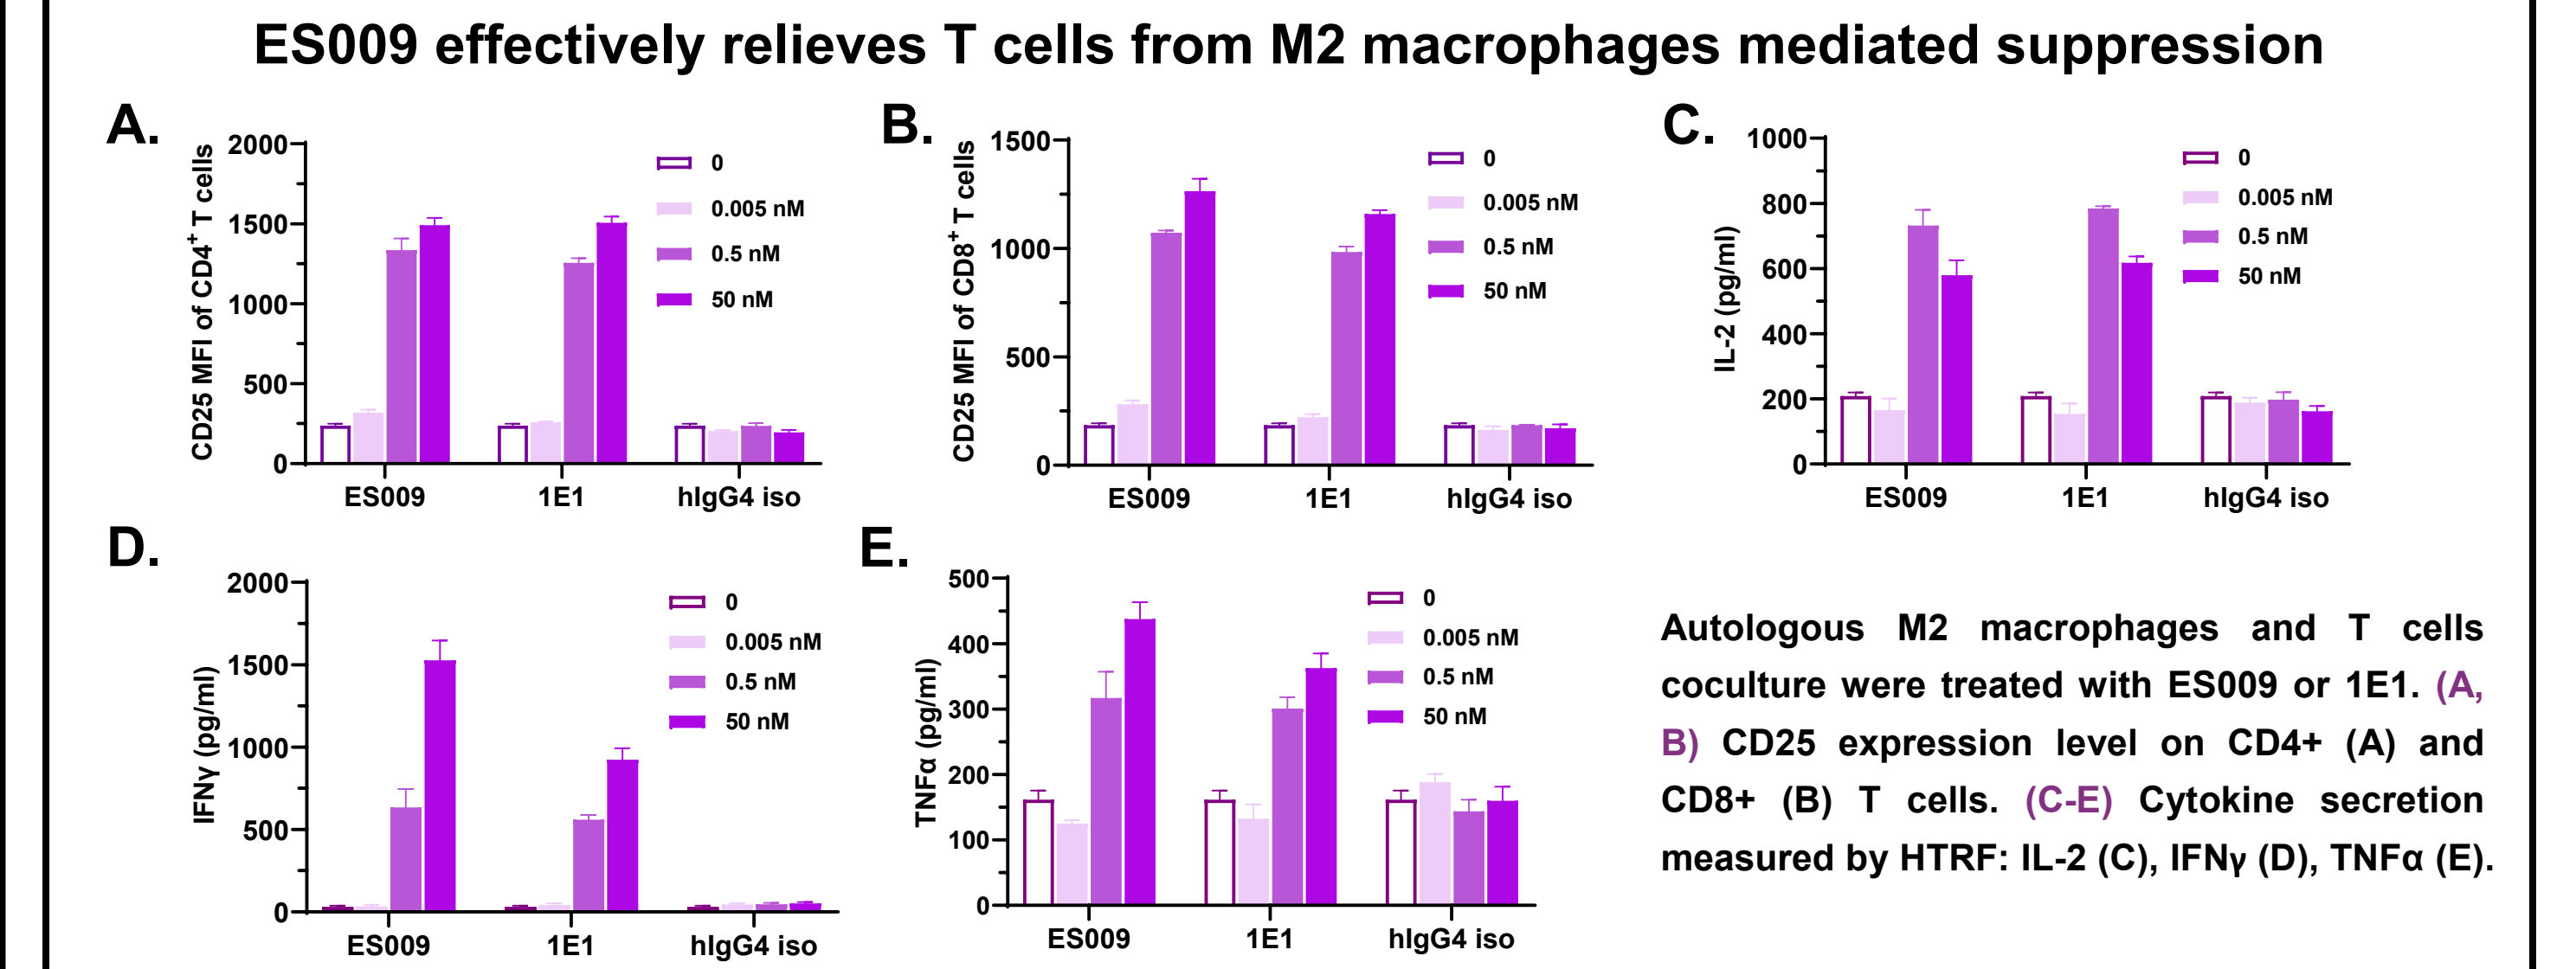 ES009 effectively relieves T cells from M2 macrophages mediated suppression
A.
CD25 MFI of CD4+ T cells
2000
1500
1000
500
0
0
0.005 nM
0.5 nM
50 nM
ES009 1E1 hIgG4 iso
B.
CD25 MFI of CD8+ T cells
1500
1000
500
0
0
0.005 nM
0.5 nM
50 nM
ES009 1E1 hIgG4 iso
C.
IL-2 (pg/ml)
1000
800
600
400
200
0
0
0.005 nM
0.5 nM
50 nM
ES009 1E1 hIgG4 iso
D.
IFNγ (pg/ml)
2000
1500
1000
500
0
0
0.005 nM
0.5 nM
50 nM
ES009 1E1 hIgG4 iso
E.
TNFα (pg/ml)
500
400
300
200
100
0
0
0.005 nM
0.5 nM
50 nM
ES009 1E1 hIgG4 iso
Autologous M2 macrophages and T cells
coculture were treated with ES009 or 1E1. (A,
B) CD25 expression level on CD4+ (A) and
CD8+ (B) T cells. (C-E) Cytokine secretion
measured by HTRF: IL-2 (C), IFNγ (D), TNFα (E).